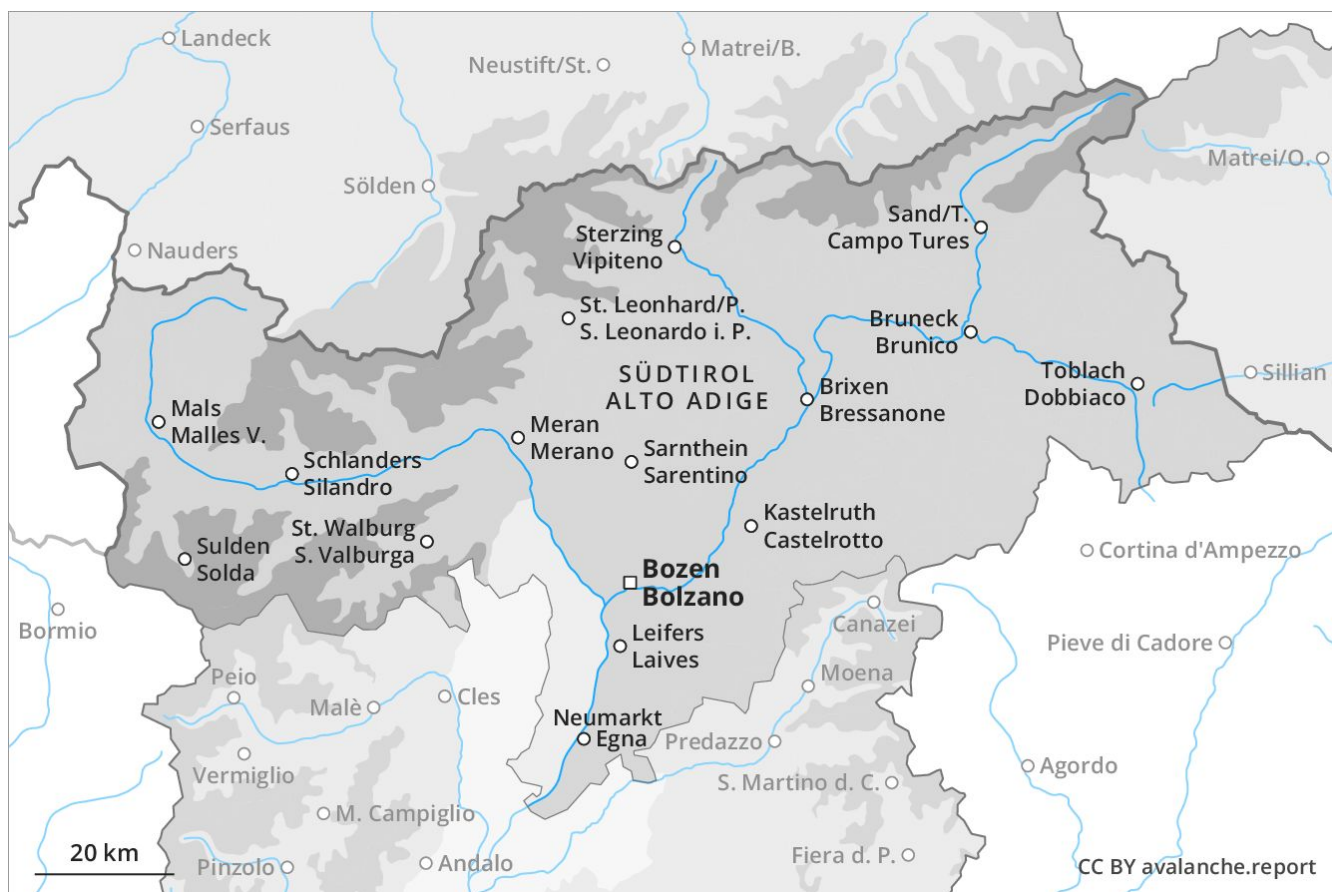 Landeck
Matrei/B.
Neustift/St.
Serfaus
Matrei/O.
Sölden
Nauders
Sand/T.
Campo Tures
Sterzing
Vipiteno
St. Leonhard/P.
S. Leonardo i. P.
Bruneck
Brunico
SÜDTIROL
ALTO ADIGE
Toblach
Dobbiaco
Sillian
Brixen
Bressanone
Mals
Malles V.
Meran
Merano
Sarnthein
Sarentino
Schlanders
Silandro
Kastelruth
Castelrotto
St. Walburg
S. Valburga
Sulden
Solda
Cortina d'Ampezzo
Bozen
Bolzano
Bormio
Canazei
Leifers
Laives
Pieve di Cadore
Peio
Moena
Malè
Cles
Neumarkt
Egna
Predazzo
Vermiglio
Agordo
S. Martino d. C.
M. Campiglio
20 km
Pinzolo
Andalo
Fiera d. P.
CC BY avalanche.report